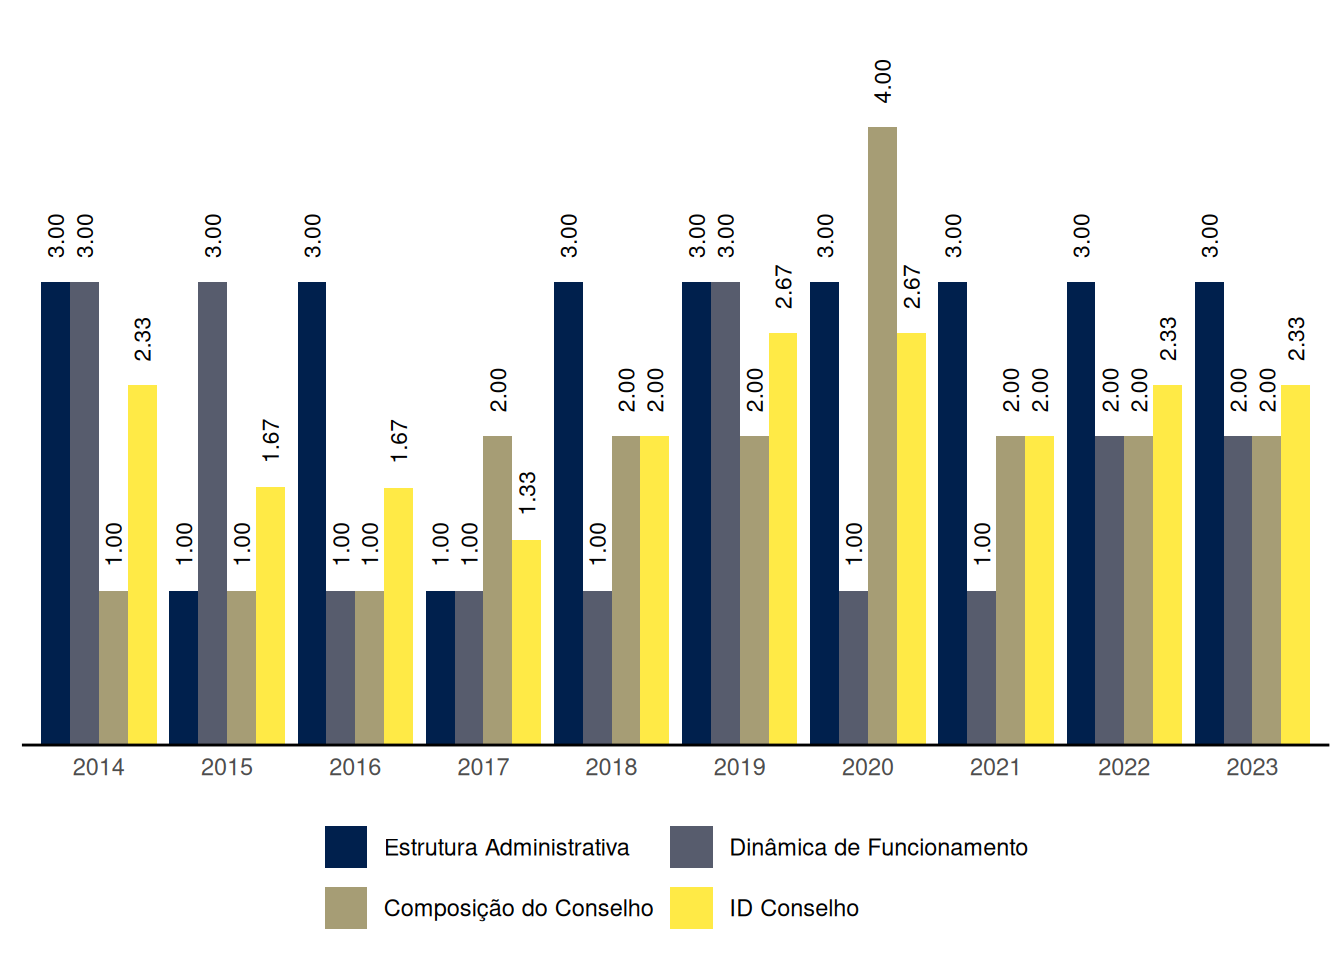 4.00
3.00 3.00 3.00 3.00 3.00 3.00 3.00 3.00 3.00 3.00 3.00
2.67 2.67
2.33 2.33 2.33
2.00 2.00 2.00 2.00 2.00 2.00 2.00 2.00 2.00 2.00
1.67 1.67
1.33
1.00 1.00 1.00 1.00 1.00 1.00 1.00 1.00 1.00 1.00
2014 2015 2016 2017 2018 2019 2020 2021 2022 2023
Estrutura Administrativa Dinâmica de Funcionamento
Composição do Conselho ID Conselho